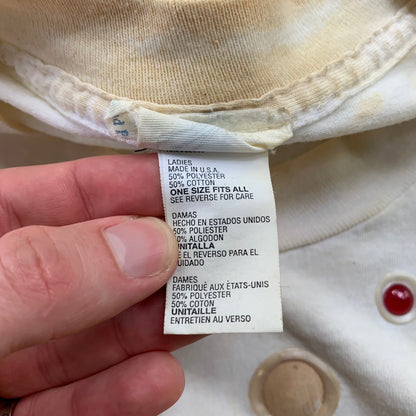 LADIES
MADE IN U.S.A.
50% POLYESTER
50% COTTON
ONE SIZE FITS ALL
SEE REVERSE FOR CARE
DAMAS
HECHO EN ESTADOS UNIDOS
50% POLIESTER
50% ALGODON
UNITALLA
E EL REVERSO PARA EL
UIDADO
DAMES
FABRIQUÉ AUX ÉTATS-UNIS
50% POLYESTER
50% COTON
UNITAILLE
ENTRETIEN AU VERSO